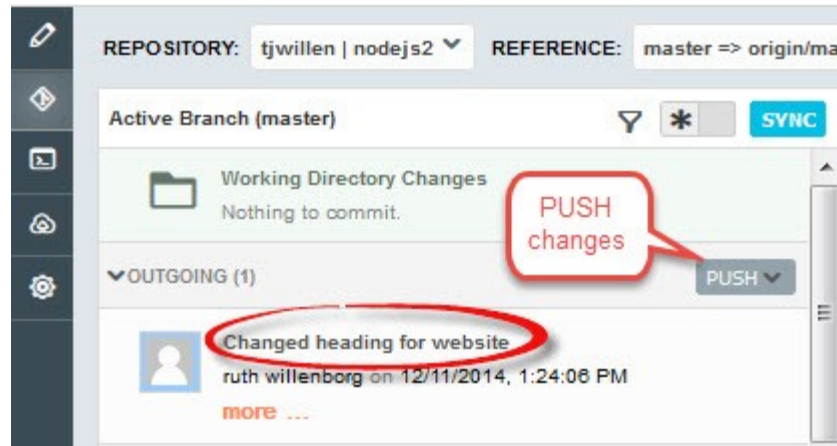 REPOSITORY: tjwillen | nodejs2 REFERENCE: master => origin/ma
Active Branch (master) SYNC
Working Directory Changes
Nothing to commit.
PUSH
changes
OUTGOING (1) PUSH
Changed heading for website
ruth willenborg on 12/11/2014, 1:24:06 PM
more ...